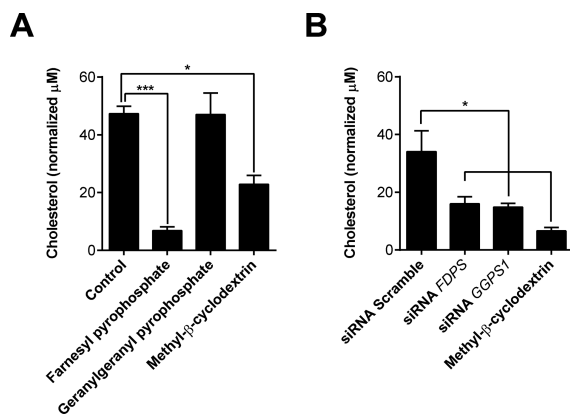 A
B
Cholesterol (normalized μM)
60
40
20
0
***
*
Control
Farnesyl pyrophosphate
Geranylgeranyl pyrophosphate
Methyl-β-cyclodextrin
Cholesterol (normalized μM)
60
40
20
0
*
siRNA Scramble
siRNA FDPS
siRNA GGPS1
Methyl-β-cyclodextrin